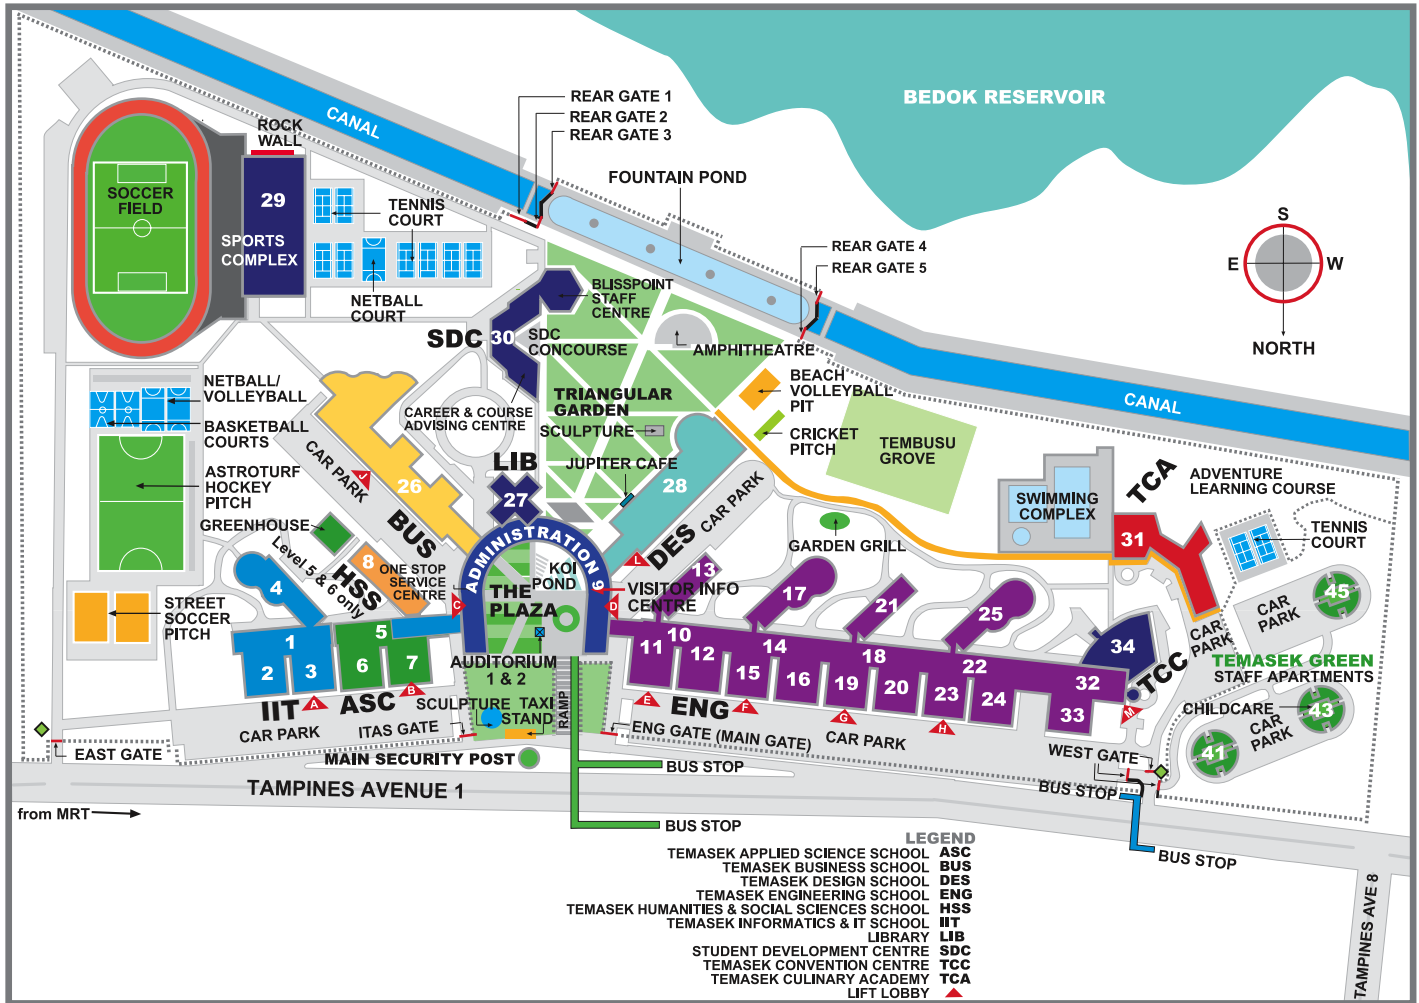 BEDOK RESERVOIR
CANAL
REAR GATE 1
REAR GATE 2
REAR GATE 3
FOUNTAIN POND
REAR GATE 4
REAR GATE 5
S
E
W
NORTH
ROCK
WALL
SOCCER
FIELD
29
SPORTS
COMPLEX
TENNIS
COURT
NETBALL
COURT
BLISSPOINT
STAFF
CENTRE
SDC
30
SDC
CONCOURSE
AMPHITHEATRE
CANAL
NETBALL/
VOLLEYBALL
BASKETBALL
COURTS
ASTROTURF
HOCKEY
PITCH
CAREER & COURSE
ADVISING CENTRE
TRIANGULAR
GARDEN
SCULPTURE
BEACH
VOLLEYBALL
PIT
CRICKET
PITCH
TEMBUSU
GROVE
CAR PARK
J
26
BUS
LIB
27
JUPITER CAFE
28
DES
CAR PARK
L
GARDEN GRILL
SWIMMING
COMPLEX
TCA
31
ADVENTURE
LEARNING COURSE
TENNIS
COURT
GREENHOUSE
Level 5 &
6 only
HSS
8
ONE STOP
SERVICE
CENTRE
C
ADMINISTRATION 9
KOI
POND
THE
PLAZA
VISITOR INFO
CENTRE
D
STREET
SOCCER
PITCH
4
1
2
3
5
6
7
A
B
IIT
ASC
AUDITORIUM
1 & 2
SCULPTURE
TAXI
STAND
RAMP
13
17
21
25
10
11
12
14
15
16
18
19
20
22
23
24
32
33
34
E
F
G
H
M
ENG
TCC
CAR
PARK
CAR
PARK
45
TEMASEK GREEN
STAFF APARTMENTS
CHILDCARE
43
CAR
PARK
41
CAR PARK
ITAS GATE
ENG GATE (MAIN GATE)
CAR PARK
WEST GATE
EAST GATE
MAIN SECURITY POST
BUS STOP
TAMPINES AVENUE 1
BUS STOP
from MRT
BUS STOP
BUS STOP
TAMPINES AVE 8
LEGEND
TEMASEK APPLIED SCIENCE SCHOOL ASC
TEMASEK BUSINESS SCHOOL BUS
TEMASEK DESIGN SCHOOL DES
TEMASEK ENGINEERING SCHOOL ENG
TEMASEK HUMANITIES & SOCIAL SCIENCES SCHOOL HSS
TEMASEK INFORMATICS & IT SCHOOL IIT
LIBRARY LIB
STUDENT DEVELOPMENT CENTRE SDC
TEMASEK CONVENTION CENTRE TCC
TEMASEK CULINARY ACADEMY TCA
LIFT LOBBY